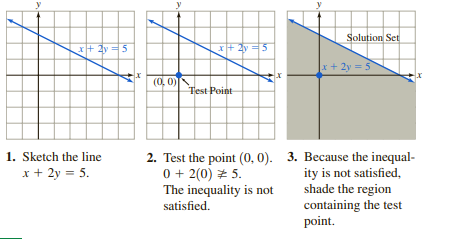 y
x + 2y = 5
x
y
x + 2y = 5
x
(0, 0)
Test Point
y
Solution Set
x + 2y = 5
x
1. Sketch the line
x + 2y = 5.
2. Test the point (0, 0).
0 + 2(0) ≱ 5.
The inequality is not
satisfied.
3. Because the inequal-
ity is not satisfied,
shade the region
containing the test
point.